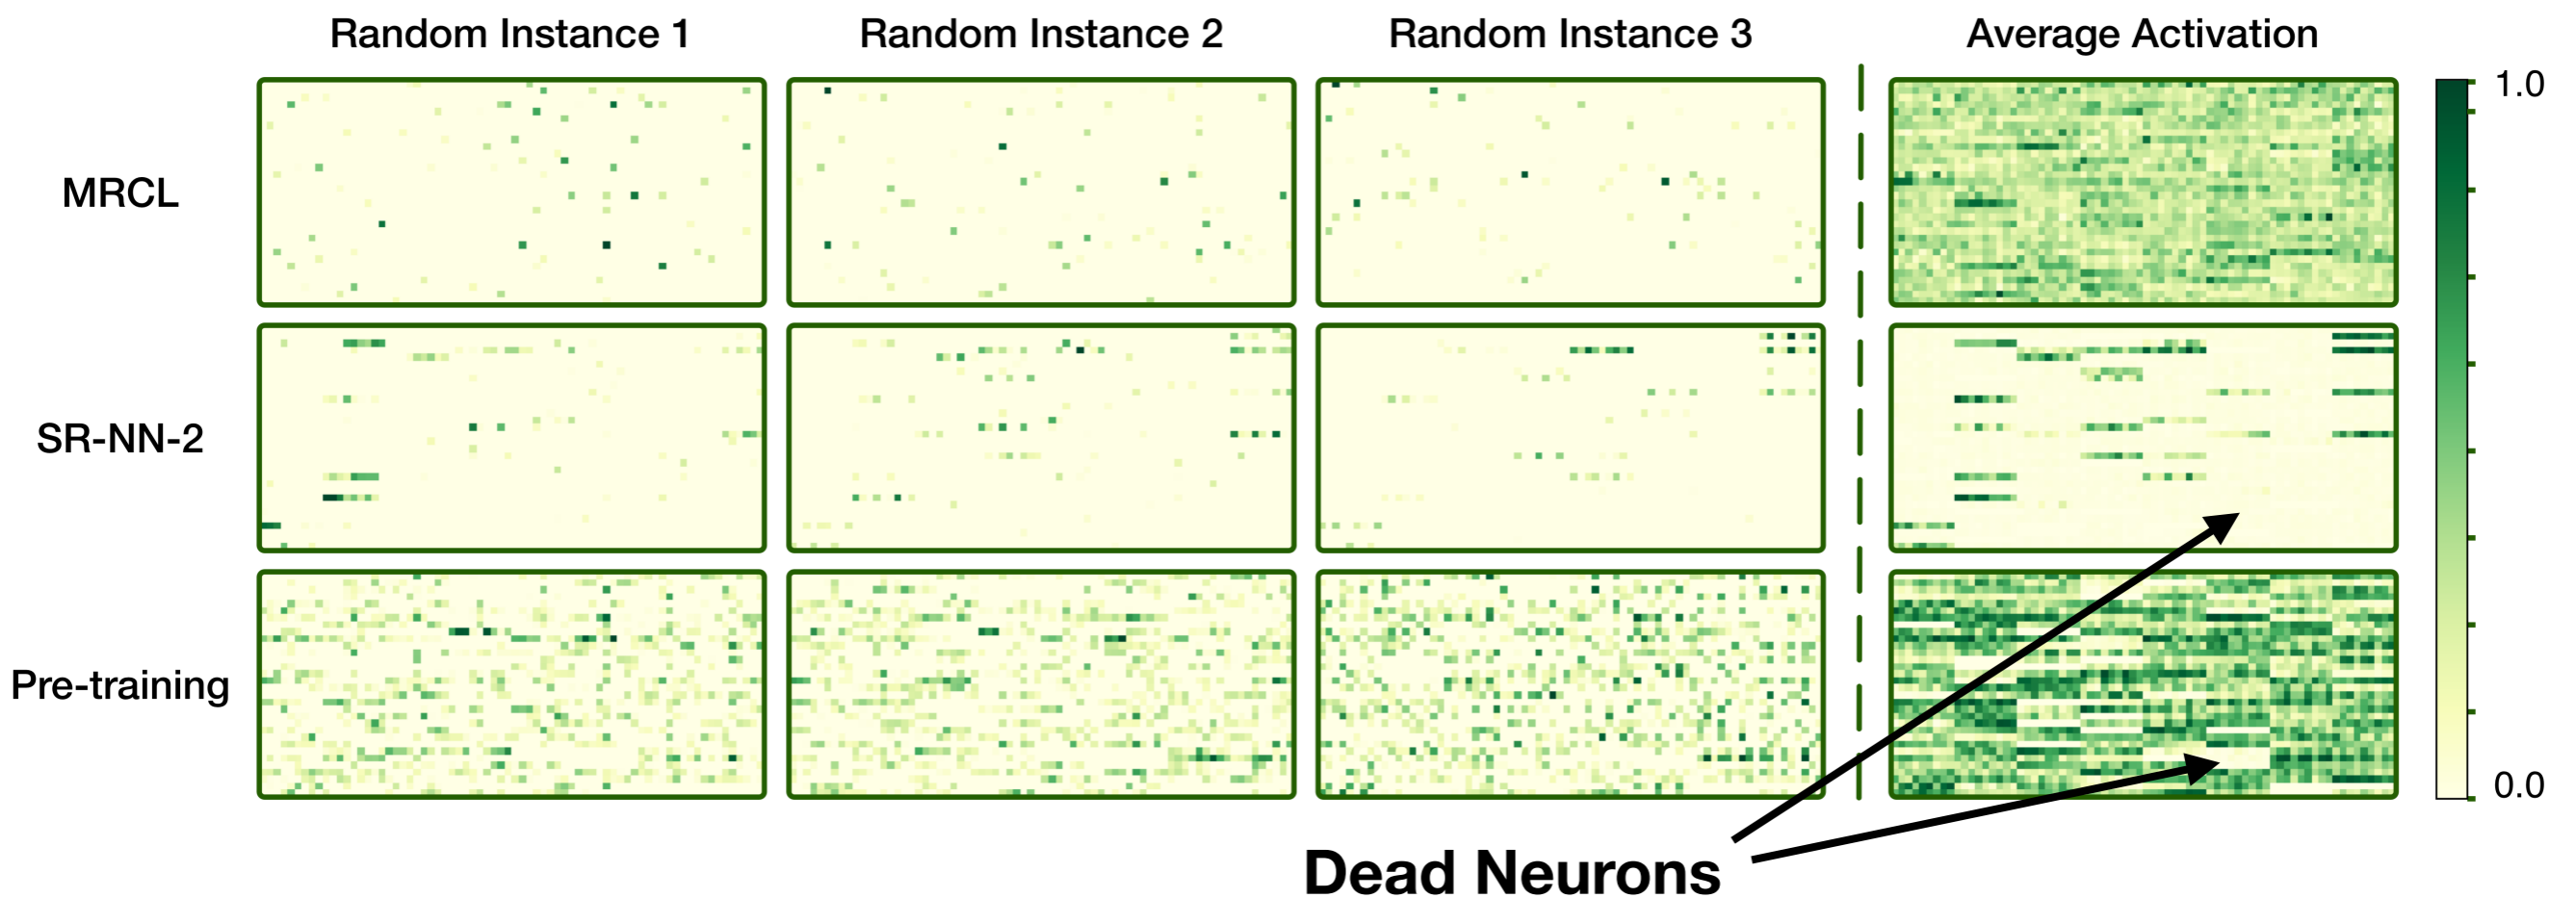 Random Instance 1
Random Instance 2
Random Instance 3
Average Activation
1.0
MRCL
SR-NN-2
Pre-training
0.0
Dead Neurons